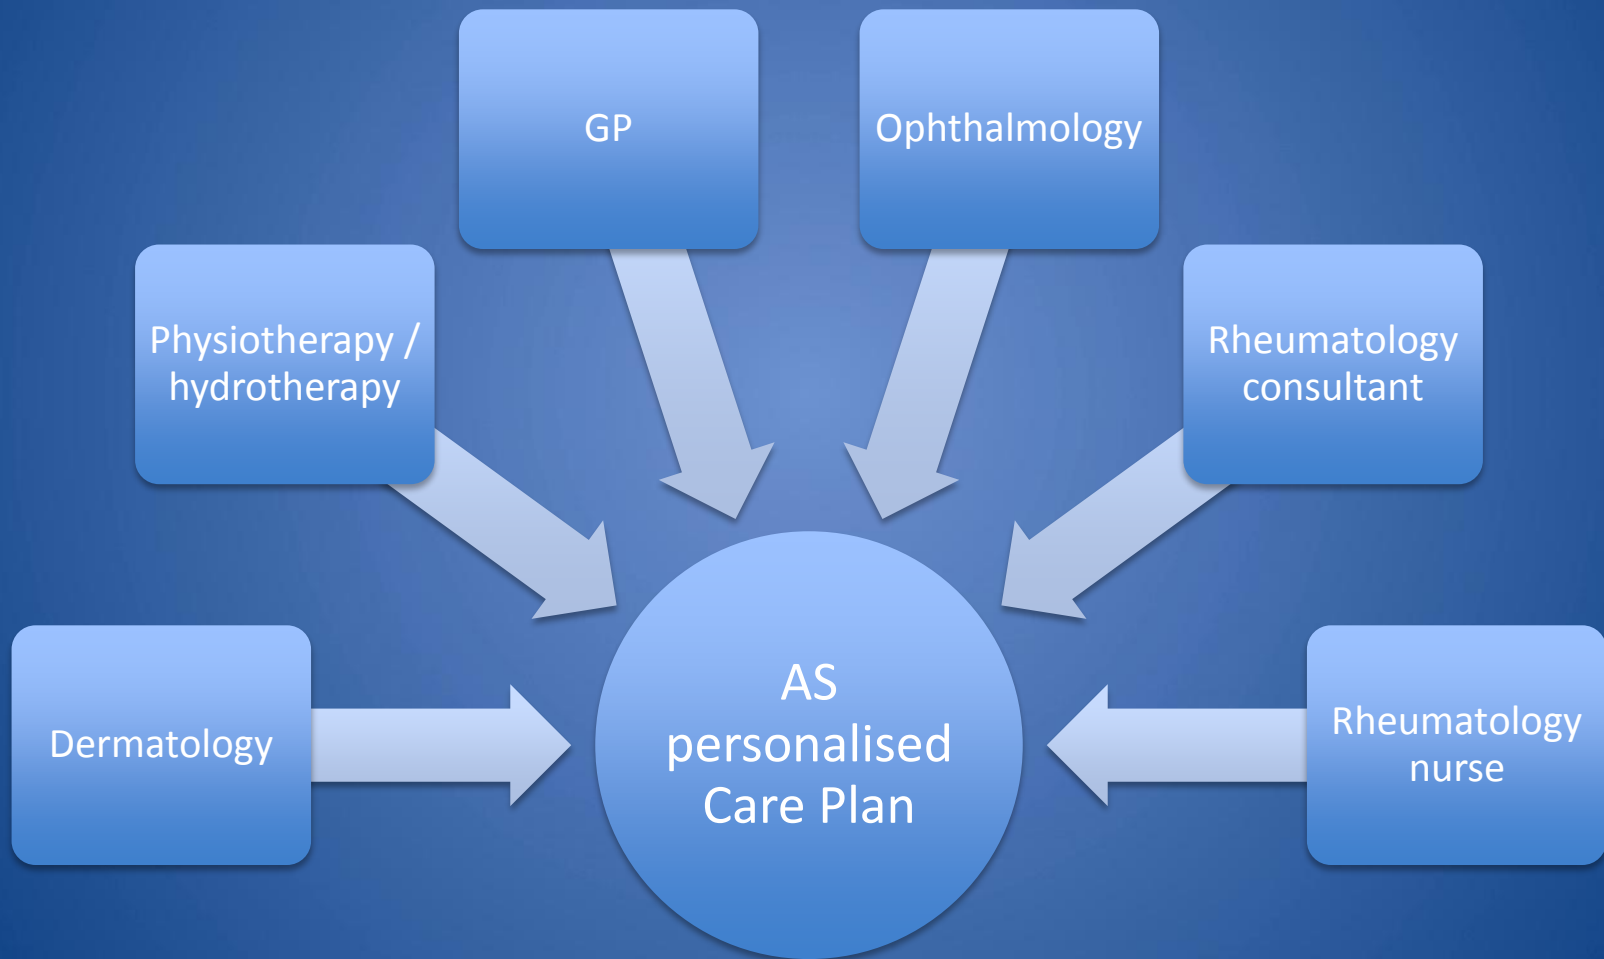 GP
Ophthalmology
Physiotherapy /
hydrotherapy
Rheumatology
consultant
Dermatology
AS
personalised
Care Plan
Rheumatology
nurse